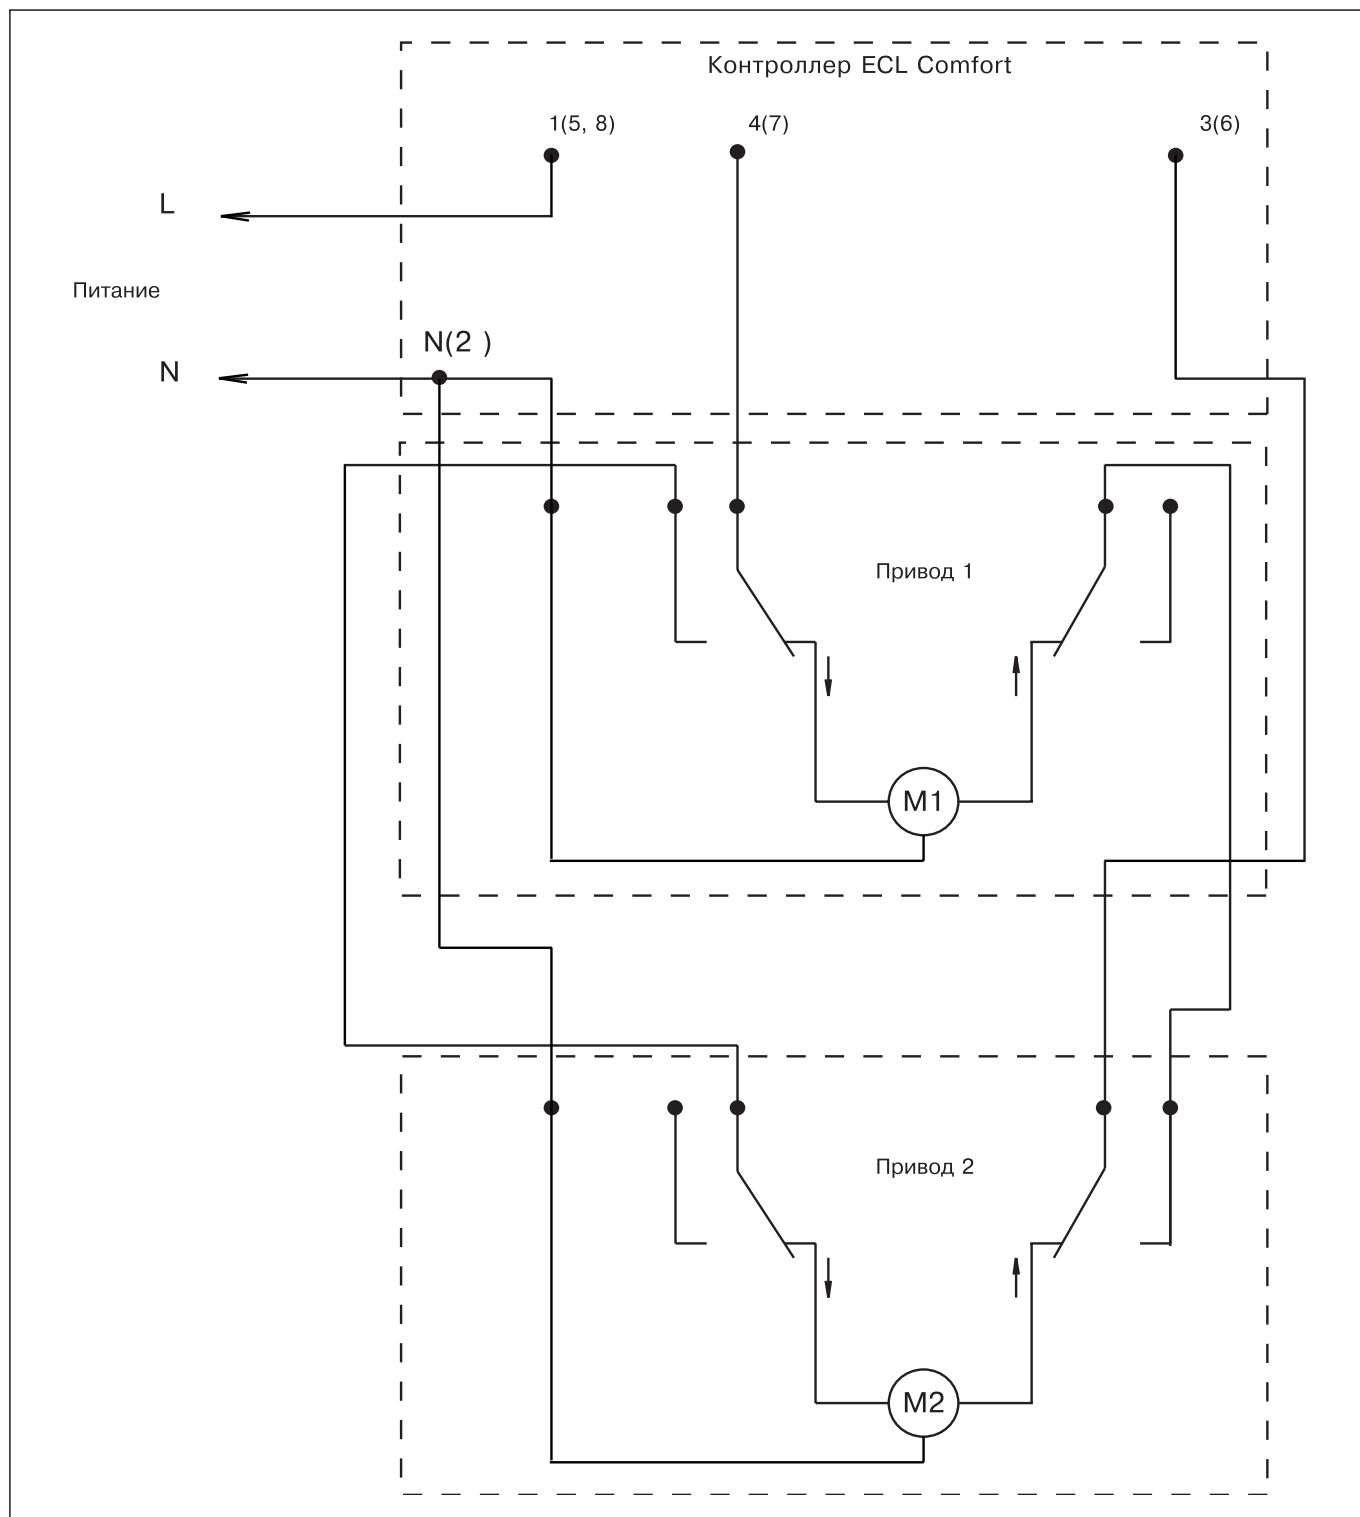 Контроллер ECL Comfort
1(5, 8)
4(7)
3(6)
L
Питание
N(2 )
N
Привод 1
M1
Привод 2
M2